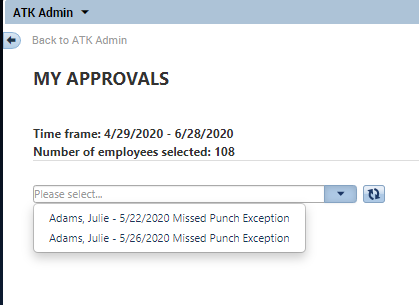 ATK Admin
Back to ATK Admin
MY APPROVALS
Time frame: 4/29/2020 - 6/28/2020
Number of employees selected: 108
Please select...
Adams, Julie - 5/22/2020 Missed Punch Exception
Adams, Julie - 5/26/2020 Missed Punch Exception